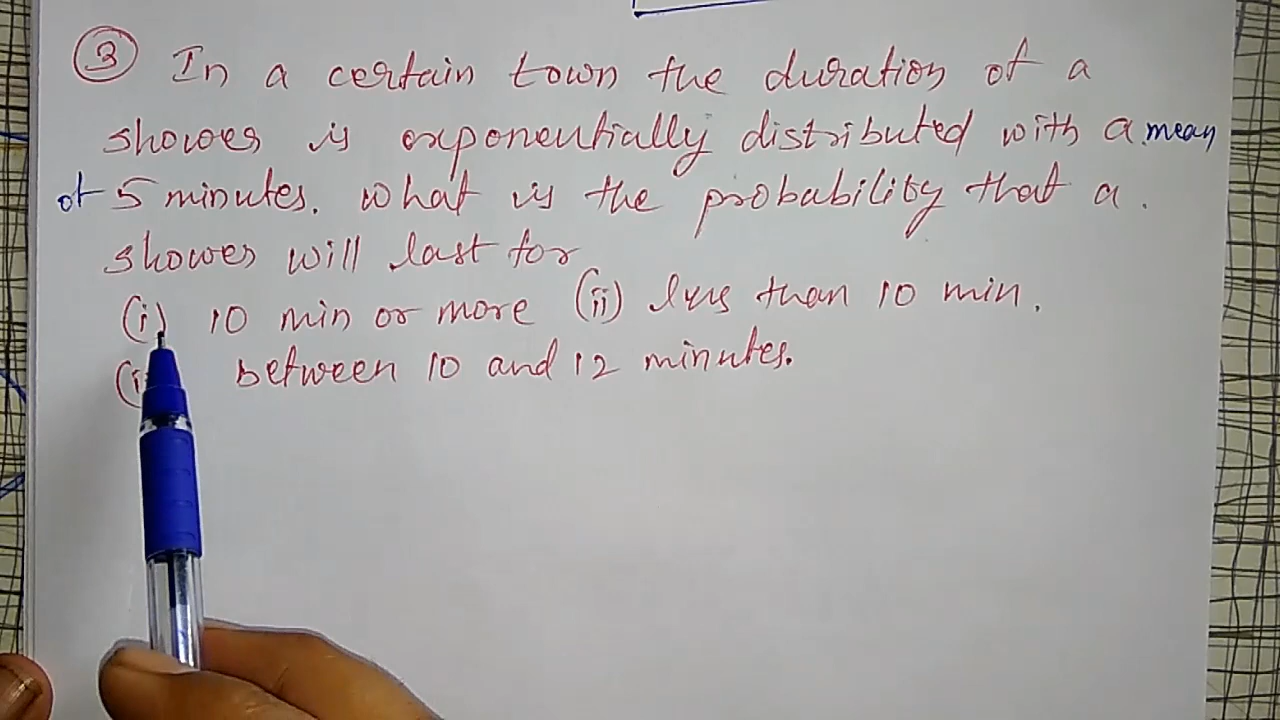 ③ In a certain town the duration of a
shower is exponentially distributed with a mean
of 5 minutes. What is the probability that a
shower will last for
(i) 10 min or more (ii) less than 10 min.
between 10 and 12 minutes.